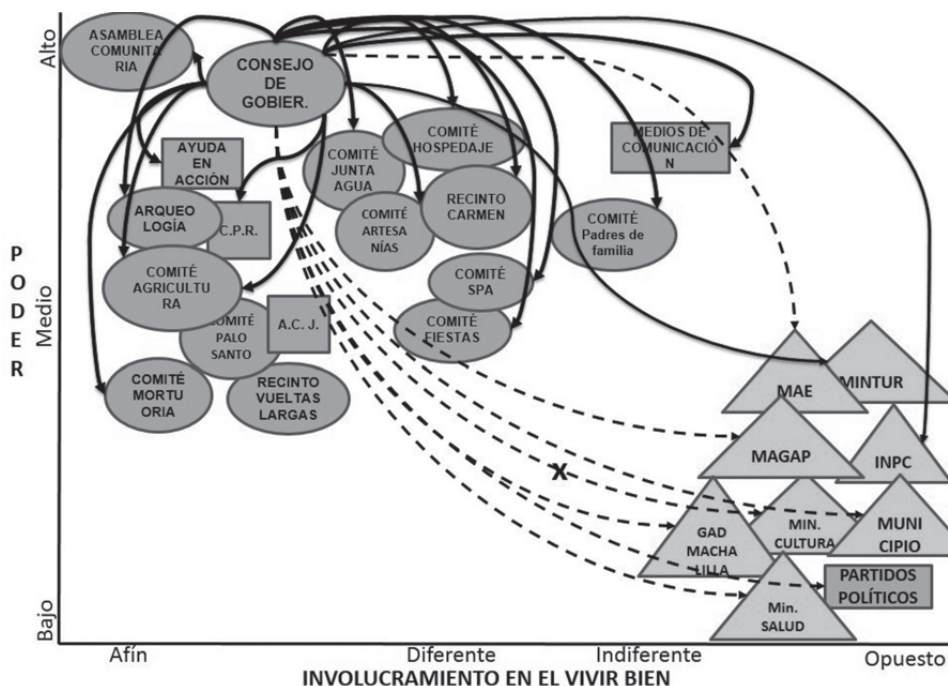 Alto
ASAMBLEA
COMUNITA
RIA
CONSEJO
DE
GOBIER.
AYUDA
EN
ACCIÓN
COMITÉ
JUNTA
AGUA
COMITÉ
HOSPEDAJE
MEDIOS DE
COMUNICACIÓ
N
ARQUEO
LOGÍA
C.P.R.
COMITÉ
ARTESA
NÍAS
RECINTO
CARMEN
COMITÉ
Padres de
familia
PODER
Medio
COMITÉ
AGRICULTU
RA
COMITÉ
SPA
COMITÉ
PALO
SANTO
A.C. J.
COMITÉ
FIESTAS
COMITÉ
MORTU
ORIA
RECINTO
VUELTAS
LARGAS
MAE
MINTUR
MAGAP
INPC
X
GAD
MACHA
LILLA
MIN.
CULTURA
MUNI
CIPIO
PARTIDOS
POLÍTICOS
Min.
SALUD
Bajo
Afín
Diferente
Indiferente
Opuesto
INVOLUCRAMIENTO EN EL VIVIR BIEN